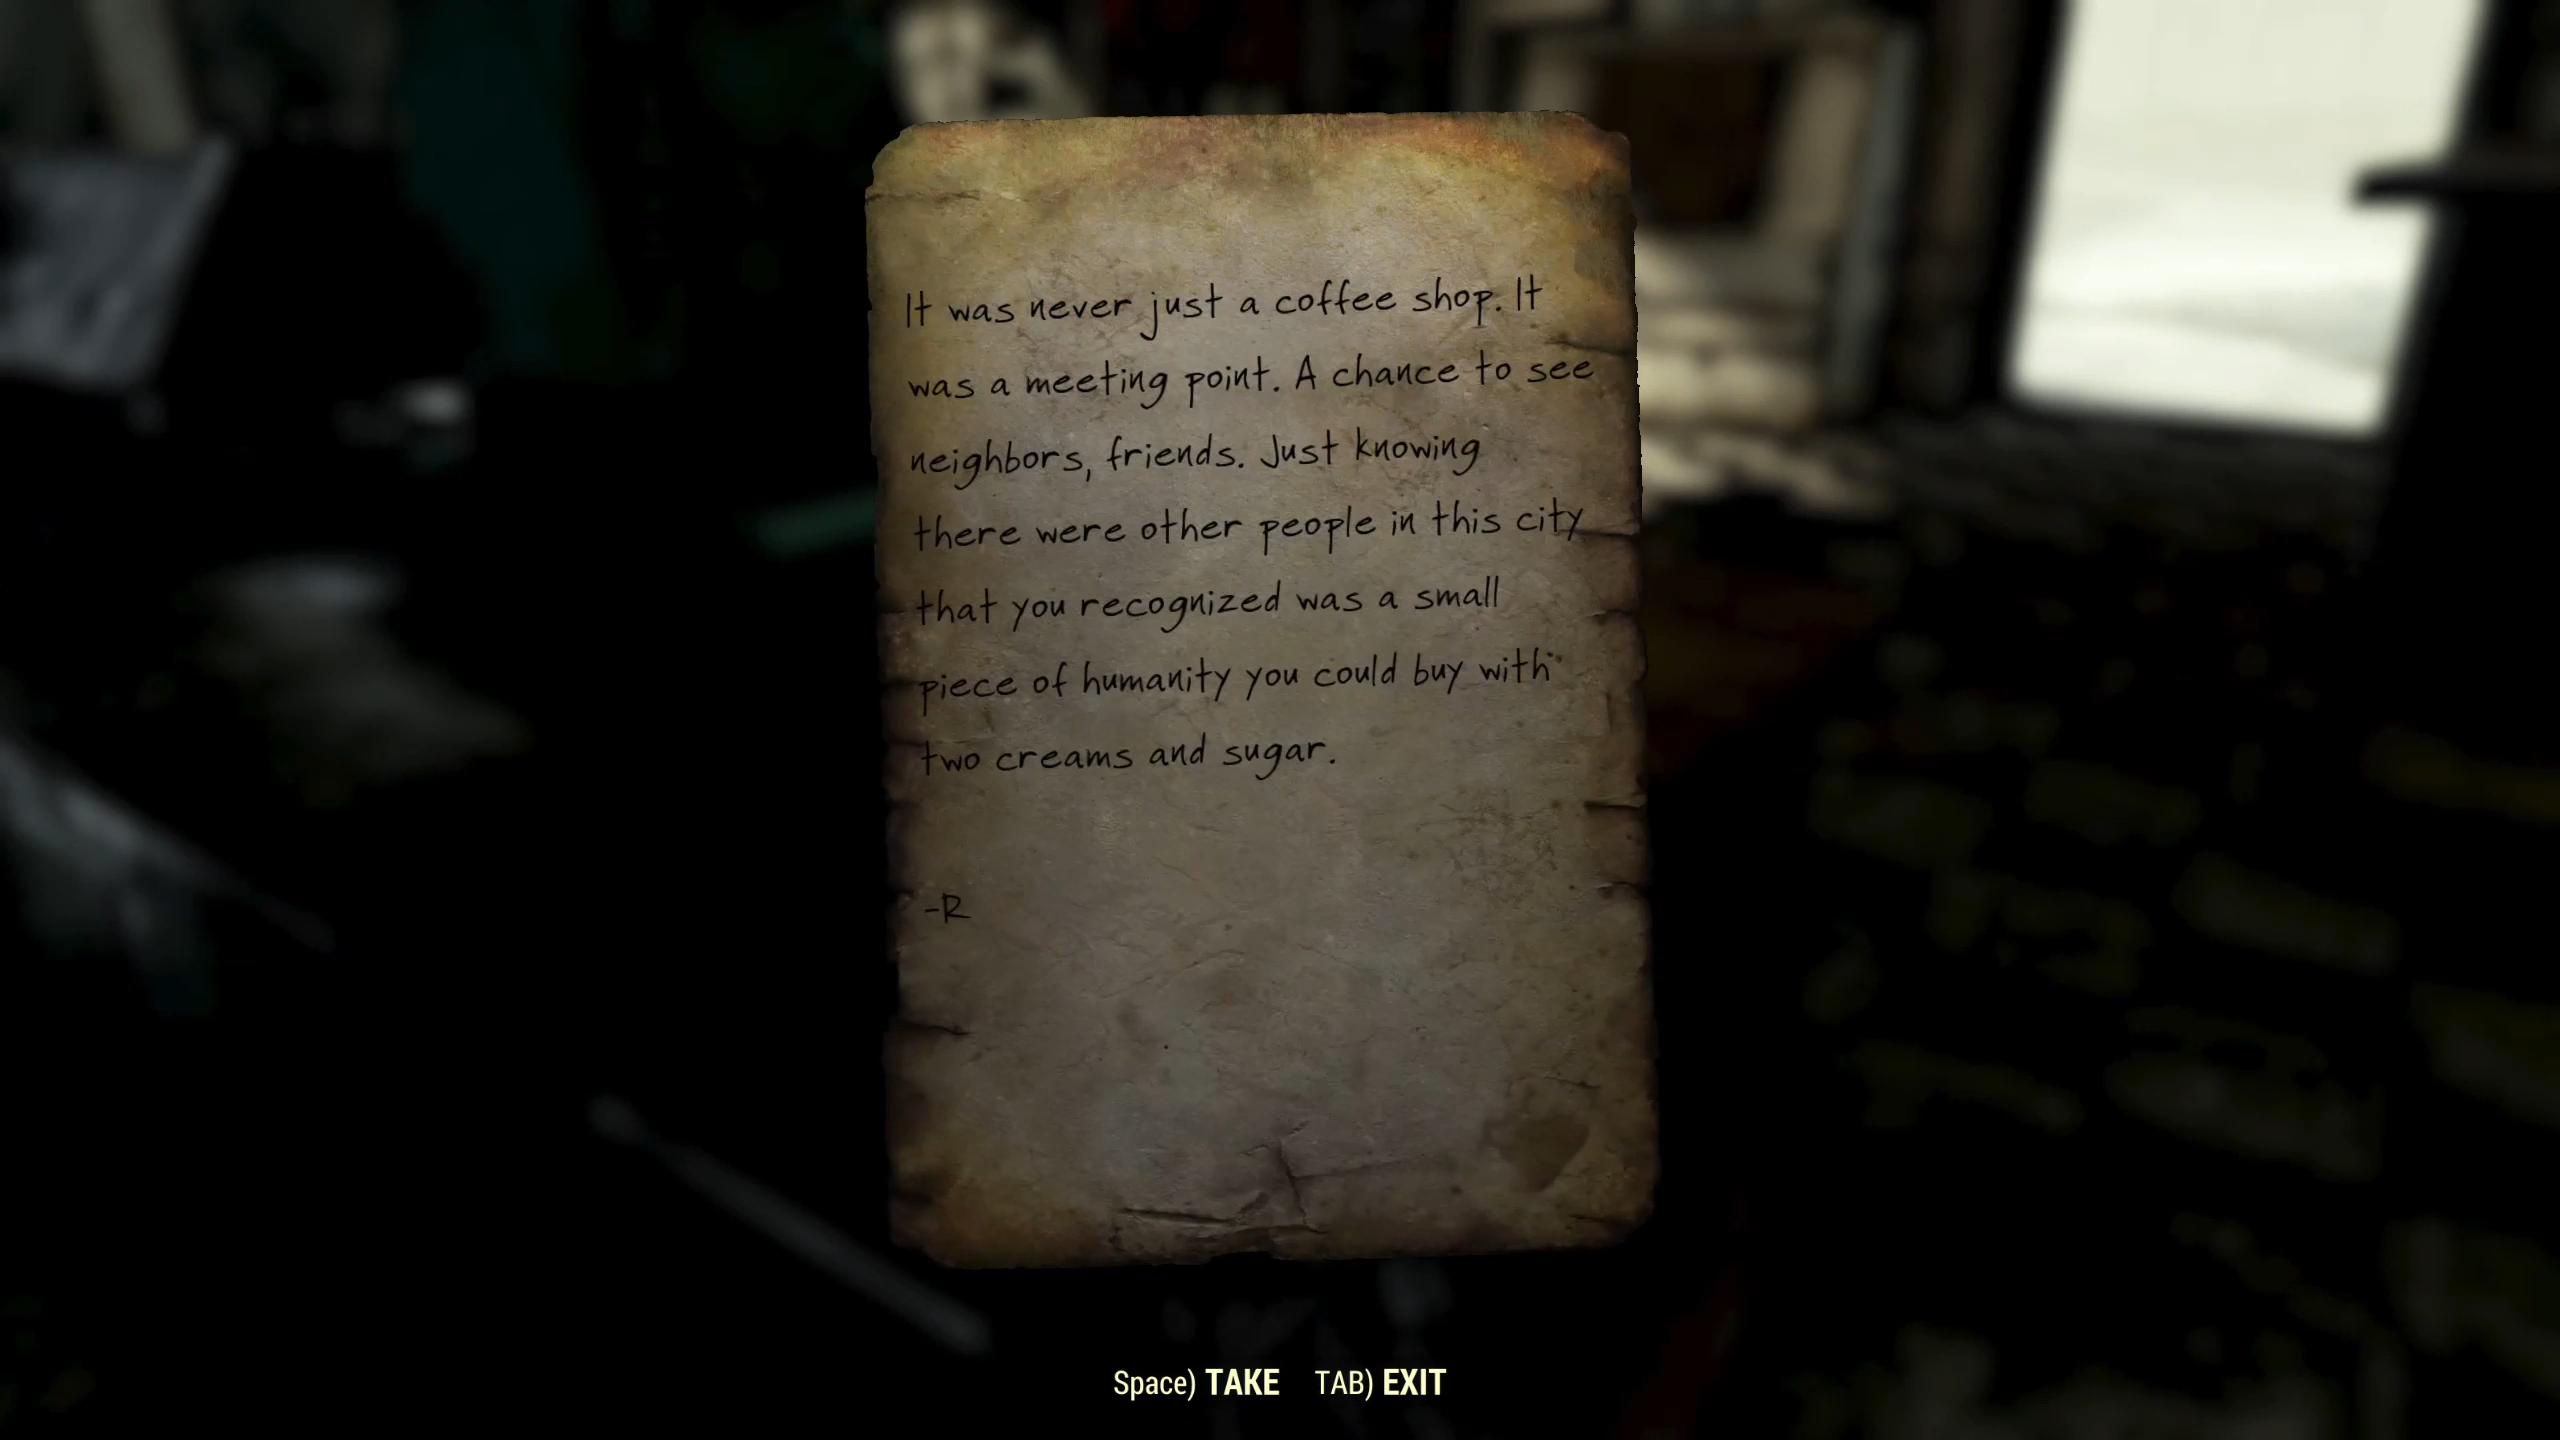 It was never just a coffee shop. It
was a meeting point. A chance to see
neighbors, friends. Just knowing
there were other people in this city
that you recognized was a small
piece of humanity you could buy with
two creams and sugar.
-R
Space) TAKE TAB) EXIT